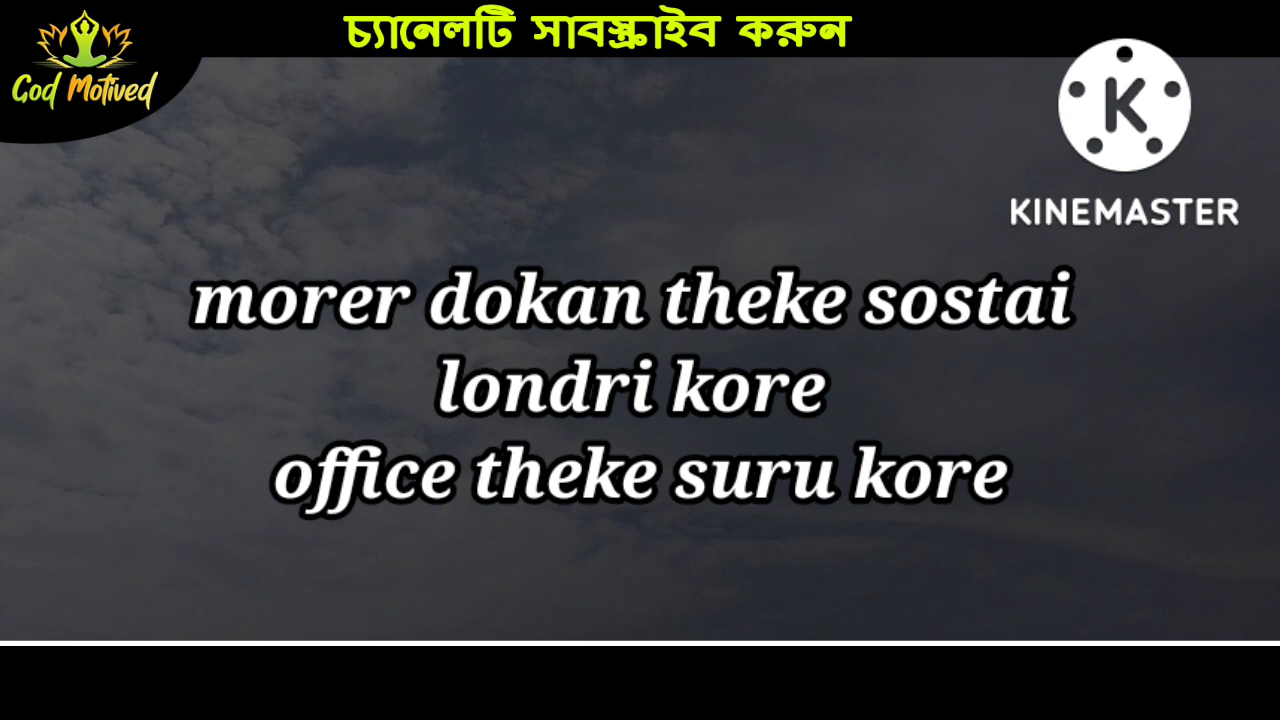 চ্যানেলটি সাবস্ক্রাইব করুন
God Motived
K
KINEMASTER
morer dokan theke sostai
londri kore
office theke suru kore